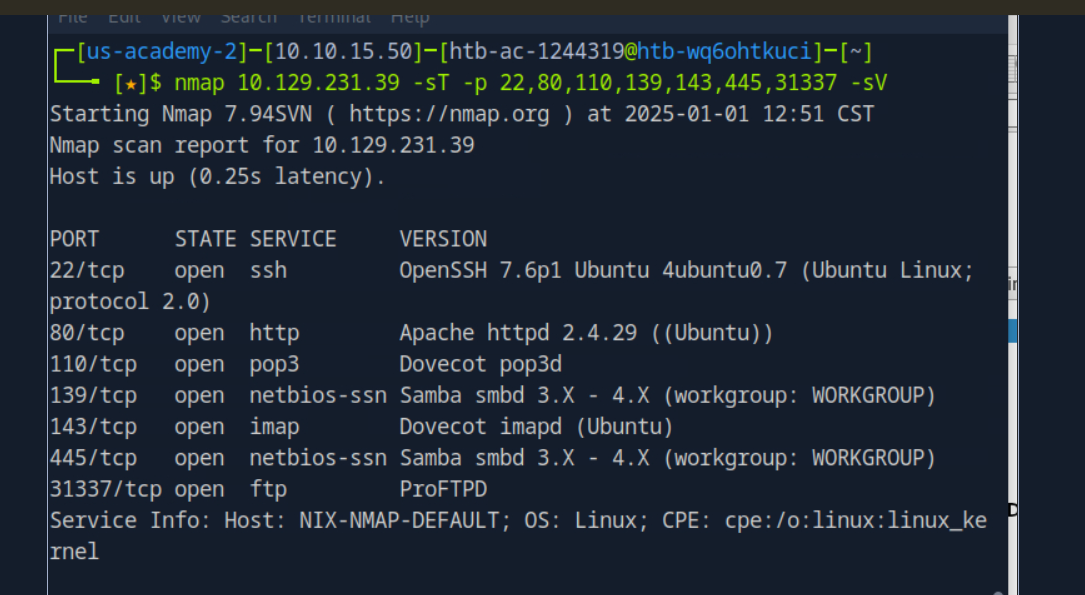 File Edit View Search Terminal Help
[us-academy-2]-[10.10.15.50]-[htb-ac-1244319@htb-wq6ohtkuci]-[~]
[★]$ nmap 10.129.231.39 -sT -p 22,80,110,139,143,445,31337 -sV
Starting Nmap 7.94SVN ( https://nmap.org ) at 2025-01-01 12:51 CST
Nmap scan report for 10.129.231.39
Host is up (0.25s latency).
PORT STATE SERVICE VERSION
22/tcp open ssh OpenSSH 7.6p1 Ubuntu 4ubuntu0.7 (Ubuntu Linux;
protocol 2.0)
80/tcp open http Apache httpd 2.4.29 ((Ubuntu))
110/tcp open pop3 Dovecot pop3d
139/tcp open netbios-ssn Samba smbd 3.X - 4.X (workgroup: WORKGROUP)
143/tcp open imap Dovecot imapd (Ubuntu)
445/tcp open netbios-ssn Samba smbd 3.X - 4.X (workgroup: WORKGROUP)
31337/tcp open ftp ProFTPD
Service Info: Host: NIX-NMAP-DEFAULT; OS: Linux; CPE: cpe:/o:linux:linux_ke
rnel